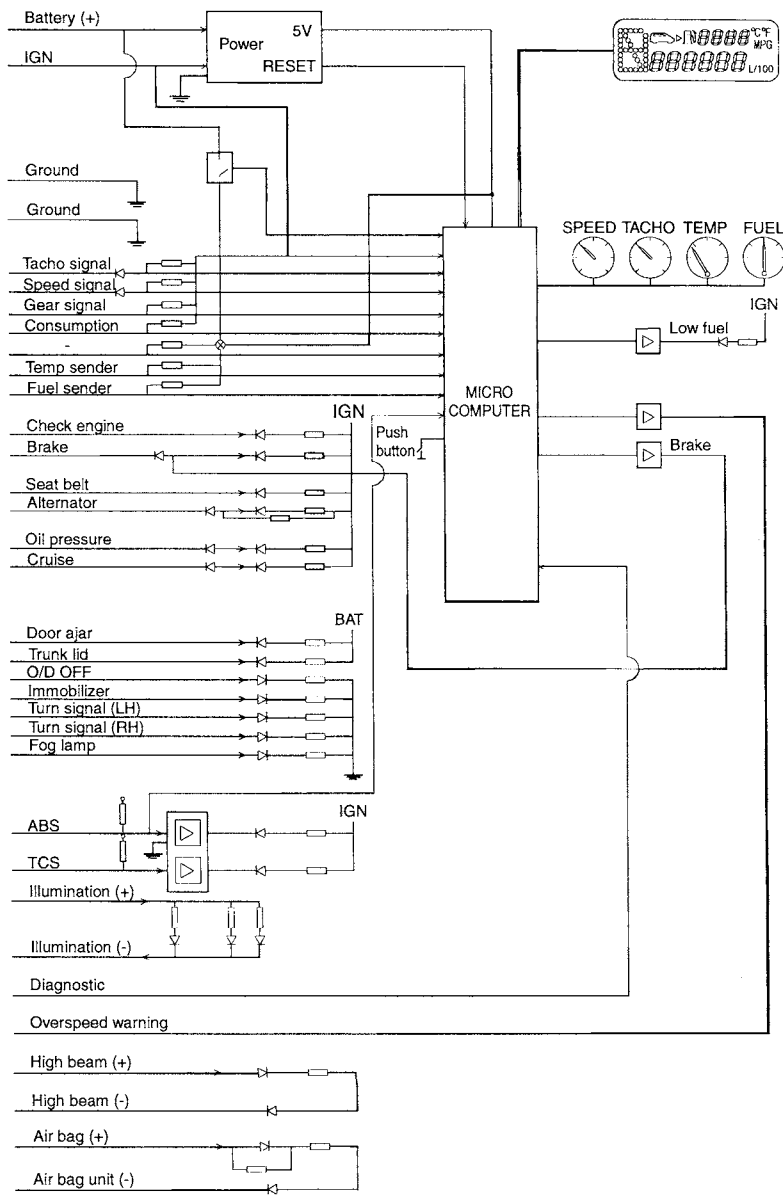 Battery (+)
5V
Power
IGN
RESET
°C°F
MPG
L/100
Ground
Ground
SPEED TACHO TEMP FUEL
Tacho signal
Speed signal
Gear signal
Consumption
-
Temp sender
Fuel sender
IGN
Low fuel
MICRO
COMPUTER
IGN
Check engine
Push
button
Brake
Brake
Seat belt
Alternator
Oil pressure
Cruise
BAT
Door ajar
Trunk lid
O/D OFF
Immobilizer
Turn signal (LH)
Turn signal (RH)
Fog lamp
IGN
ABS
TCS
Illumination (+)
Illumination (-)
Diagnostic
Overspeed warning
High beam (+)
High beam (-)
Air bag (+)
Air bag unit (-)